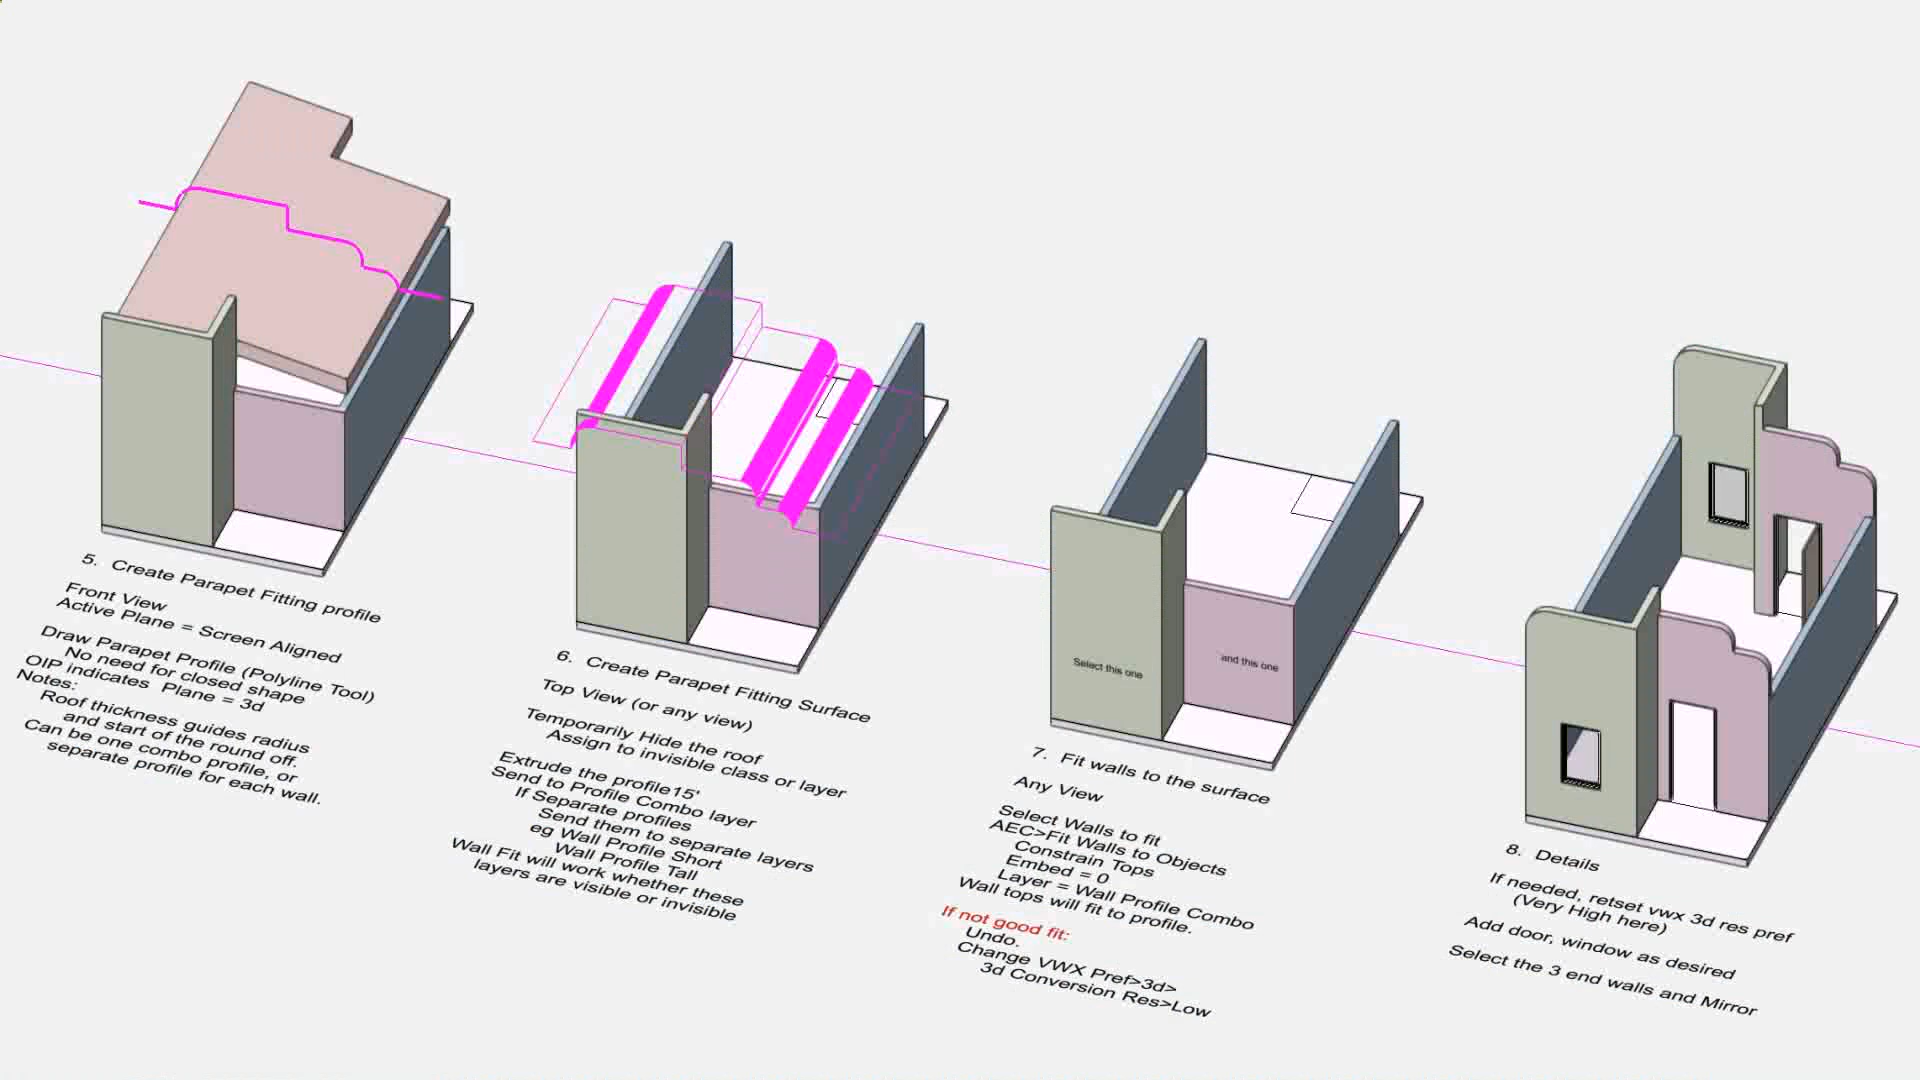 5. Create Parapet Fitting profile
Front View
Active Plane = Screen Aligned
Draw Parapet Profile (Polyline Tool)
No need for closed shape
OIP indicates Plane = 3d
Notes:
Roof thickness guides radius
and start of the round off.
Can be one combo profile, or
separate profile for each wall.
6. Create Parapet Fitting Surface
Top View (or any view)
Temporarily Hide the roof
Assign to invisible class or layer
Extrude the profile15'
Send to Profile Combo layer
If Separate profiles
Send them to separate layers
eg Wall Profile Short
Wall Profile Tall
Wall Fit will work whether these
layers are visible or invisible
Select this one
and this one
7. Fit walls to the surface
Any View
Select Walls to fit
AEC>Fit Walls to Objects
Constrain Tops
Embed = 0
Layer = Wall Profile Combo
Wall tops will fit to profile.
If not good fit:
Undo.
Change VWX Pref>3d>
3d Conversion Res>Low
8. Details
If needed, retset vwx 3d res pref
(Very High here)
Add door, window as desired
Select the 3 end walls and Mirror